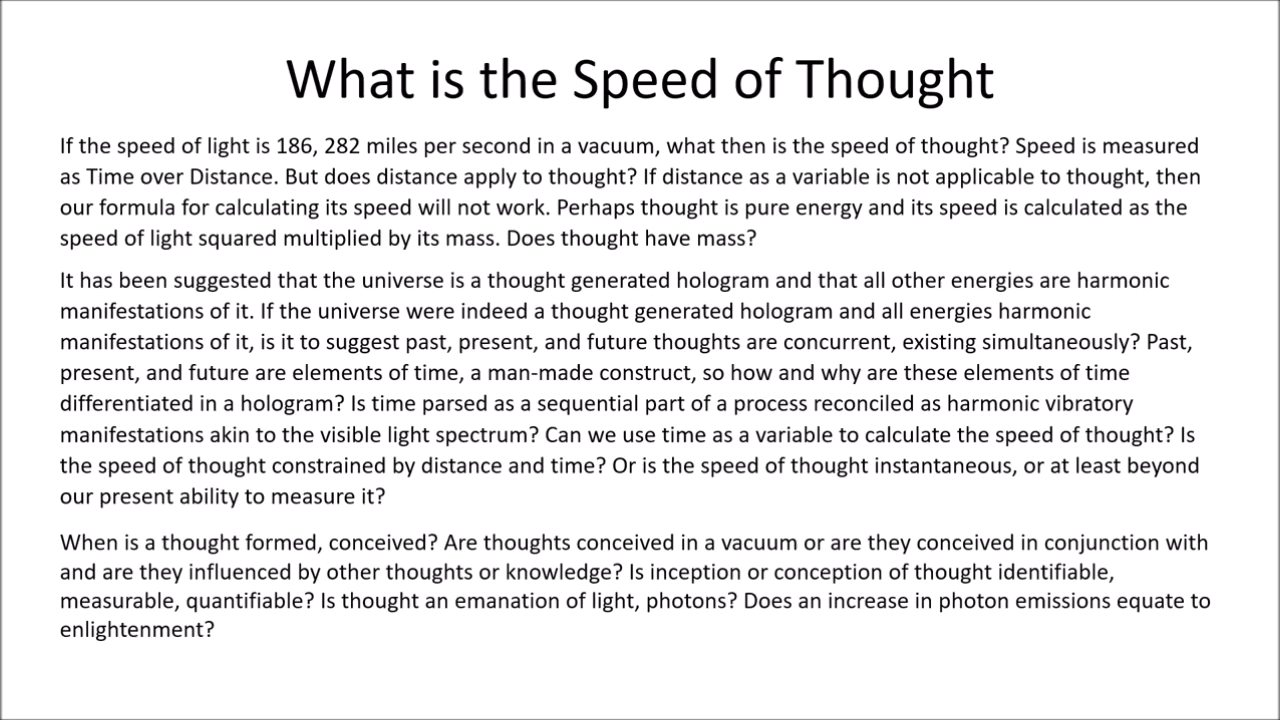 What is the Speed of Thought
If the speed of light is 186, 282 miles per second in a vacuum, what then is the speed of thought? Speed is measured
as Time over Distance. But does distance apply to thought? If distance as a variable is not applicable to thought, then
our formula for calculating its speed will not work. Perhaps thought is pure energy and its speed is calculated as the
speed of light squared multiplied by its mass. Does thought have mass?
It has been suggested that the universe is a thought generated hologram and that all other energies are harmonic
manifestations of it. If the universe were indeed a thought generated hologram and all energies harmonic
manifestations of it, is it to suggest past, present, and future thoughts are concurrent, existing simultaneously? Past,
present, and future are elements of time, a man-made construct, so how and why are these elements of time
differentiated in a hologram? Is time parsed as a sequential part of a process reconciled as harmonic vibratory
manifestations akin to the visible light spectrum? Can we use time as a variable to calculate the speed of thought? Is
the speed of thought constrained by distance and time? Or is the speed of thought instantaneous, or at least beyond
our present ability to measure it?
When is a thought formed, conceived? Are thoughts conceived in a vacuum or are they conceived in conjunction with
and are they influenced by other thoughts or knowledge? Is inception or conception of thought identifiable,
measurable, quantifiable? Is thought an emanation of light, photons? Does an increase in photon emissions equate to
enlightenment?